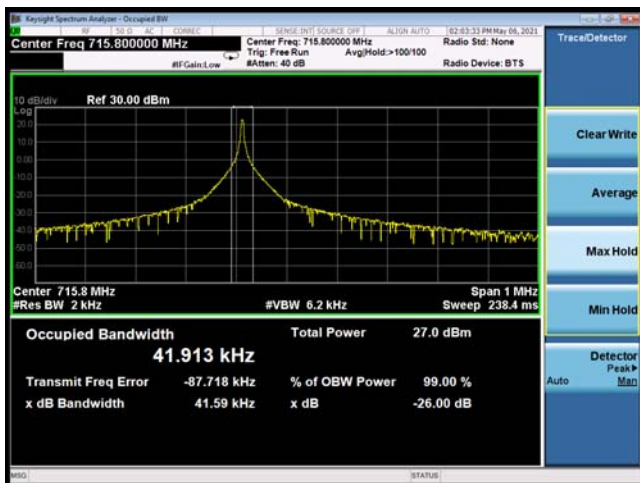 Keysight Spectrum Analyzer - Occupied BW
RF 50 Ω AC CORREC SENSE:INT SOURCE OFF ALIGN AUTO 02:03:33 PM May 06, 2021
Center Freq 715.800000 MHz Center Freq: 715.800000 MHz Radio Std: None
Trig: Free Run Avg|Hold:>100/100
#IFGain:Low #Atten: 40 dB Radio Device: BTS
Trace/Detector
10 dB/div Ref 30.00 dBm
Log
20.0
10.0
0.00
-10.0
-20.0
-30.0
-40.0
-50.0
-60.0
Center 715.8 MHz Span 1 MHz
#Res BW 2 kHz #VBW 6.2 kHz Sweep 238.4 ms
Occupied Bandwidth Total Power 27.0 dBm
41.913 kHz
Transmit Freq Error -87.718 kHz % of OBW Power 99.00 %
x dB Bandwidth 41.59 kHz x dB -26.00 dB
Clear Write
Average
Max Hold
Min Hold
Detector
Peak▶
Auto Man
MSG STATUS